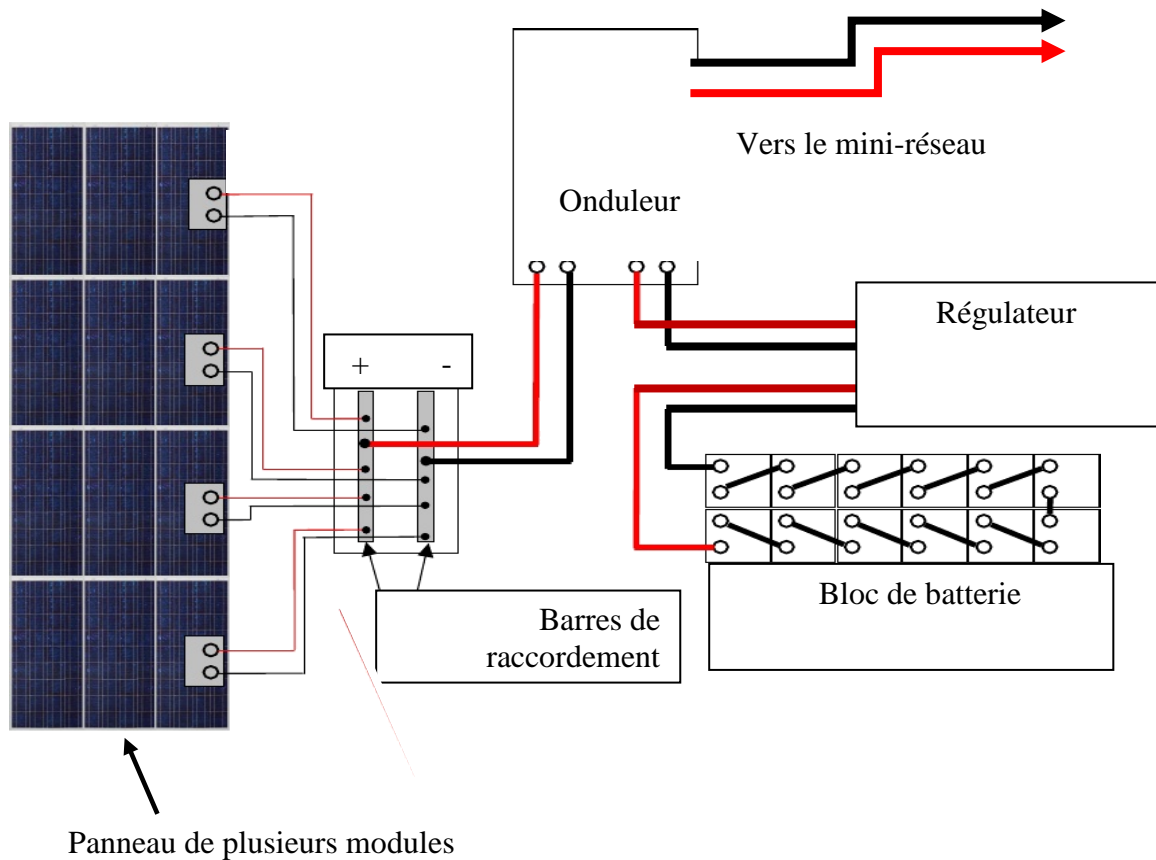 Vers le mini-réseau
Onduleur
Régulateur
+ -
Bloc de batterie
Barres de
raccordement
Panneau de plusieurs modules